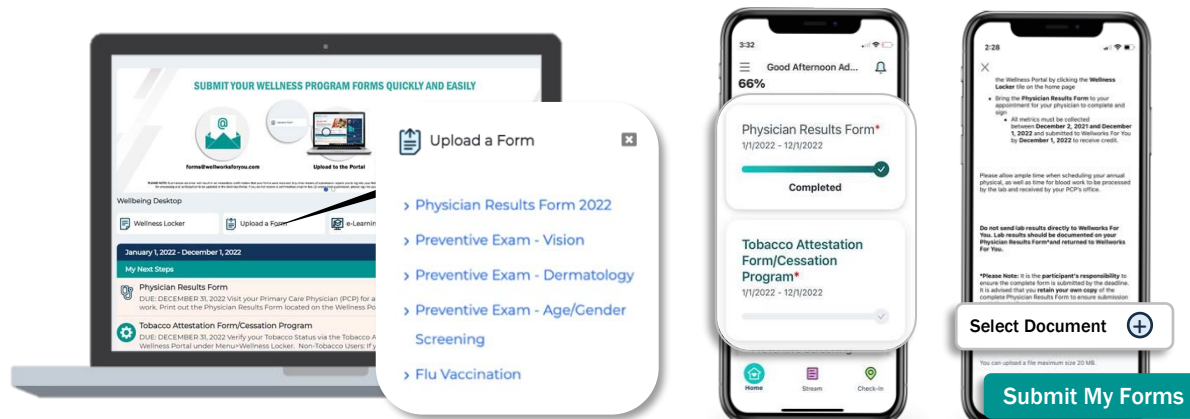 SUBMIT YOUR WELLNESS PROGRAM FORMS QUICKLY AND EASILY
@
forms@wellworksforyou.com
Upload to the Portal
Wellbeing Desktop
Wellness Locker
Upload a Form
e-Learnin
January 1, 2022 - December 1, 2022
My Next Steps
Physician Results Form
DUE: DECEMBER 31, 2022 Visit your Primary Care Physician (PCP) for a
work. Print out the Physician Results Form located on the Wellness Po
Tobacco Attestation Form/Cessation Program
DUE: DECEMBER 31, 2022 Verify your Tobacco Status via the Tobacco A
Wellness Portal under Menu>Wellness Locker. Non-Tobacco Users: If y
Upload a Form
> Physician Results Form 2022
> Preventive Exam - Vision
> Preventive Exam - Dermatology
> Preventive Exam - Age/Gender
Screening
> Flu Vaccination
3:32
Good Afternoon Ad...
66%
Physician Results Form*
1/1/2022 - 12/1/2022
Completed
Tobacco Attestation
Form/Cessation
Program*
1/1/2022 - 12/1/2022
Home
Stream
Check-In
2:28
the Wellness Portal by clicking the Wellness
Locker tile on the home page
• Bring the Physician Results Form to your
appointment for your physician to complete and
sign
• All metrics must be collected
between December 2, 2021 and December
1, 2022 and submitted to Wellworks For You
by December 1, 2022 to receive credit.
Please allow ample time when scheduling your annual
physical, as well as time for blood work to be processed
by the lab and received by your PCP's office.
Do not send lab results directly to Wellworks For
You. Lab results should be documented on your
Physician Results Form*and returned to Wellworks
For You.
*Please Note: It is the participant's responsibility to
ensure the complete form is submitted by the deadline.
It is advised that you retain your own copy of the
complete Physician Results Form to ensure submission
Select Document
You can upload a file maximum size 20 MB.
Submit My Forms